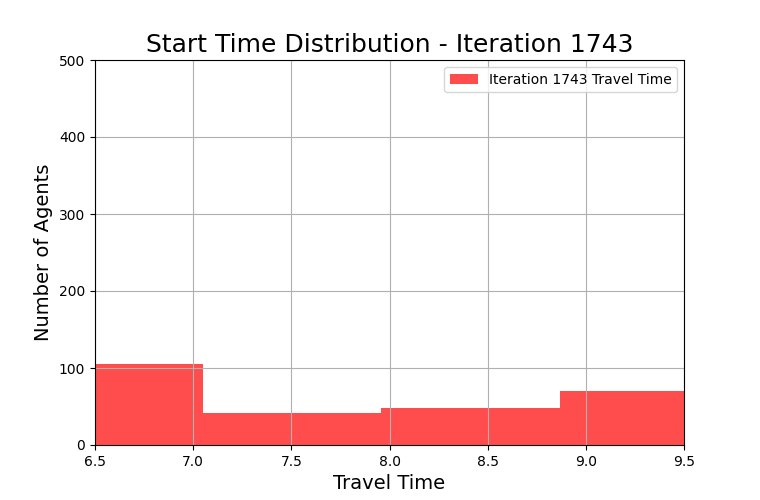 Start Time Distribution - Iteration 1743
Iteration 1743 Travel Time
Number of Agents
500
400
300
200
100
0
6.5 7.0 7.5 8.0 8.5 9.0 9.5
Travel Time